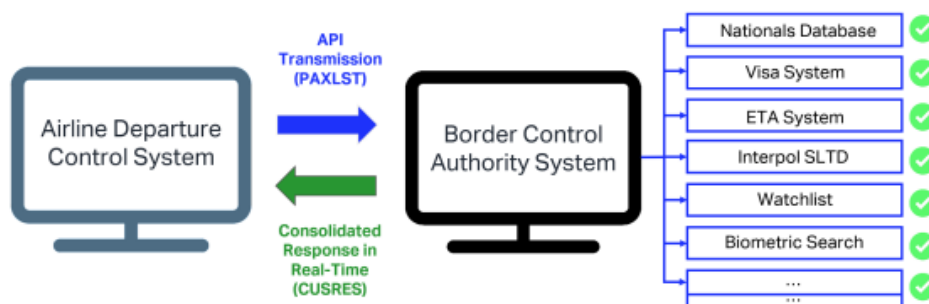 API
Transmission
(PAXLST)
Airline Departure
Control System
Consolidated
Response in
Real-Time
(CUSRES)
Border Control
Authority System
Nationals Database
Visa System
ETA System
Interpol SLTD
Watchlist
Biometric Search
...
...